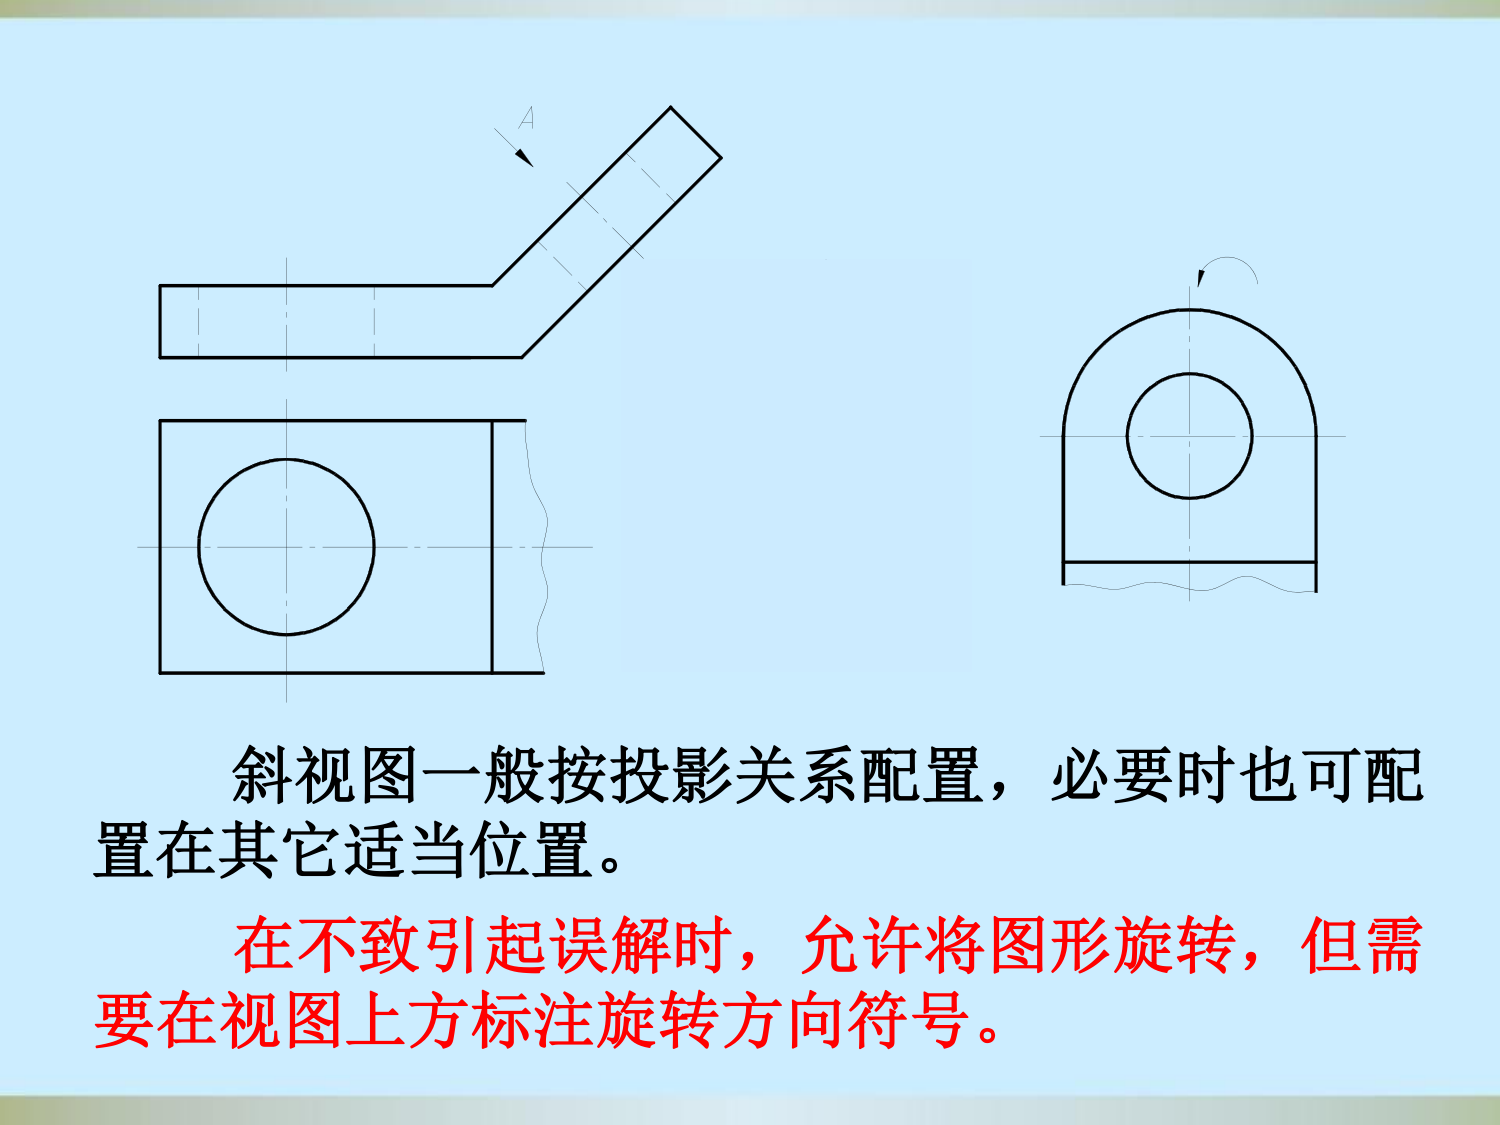 A
斜视图一般按投影关系配置，必要时也可配
置在其它适当位置。
在不致引起误解时，允许将图形旋转，但需
要在视图上方标注旋转方向符号。